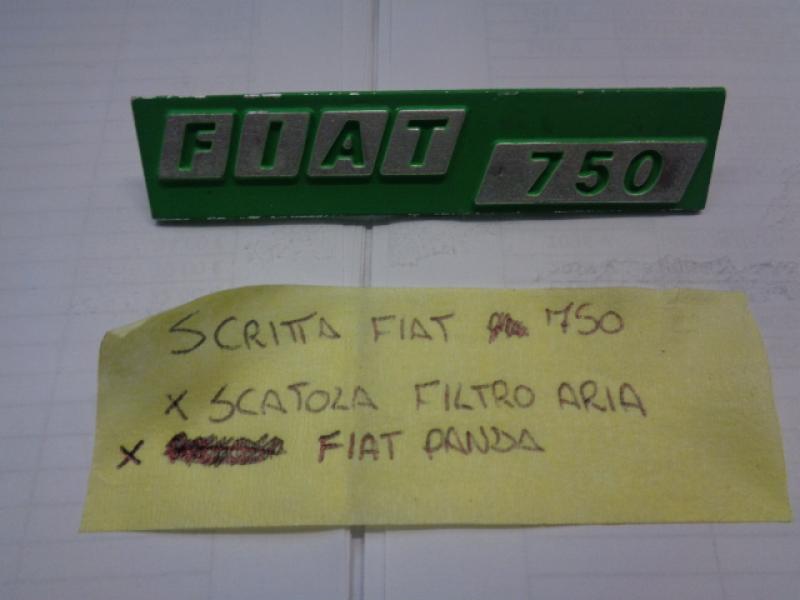 FIAT 750
SCRITTA FIAT 750
x SCATOLA FILTRO ARIA
x FIAT PANDA